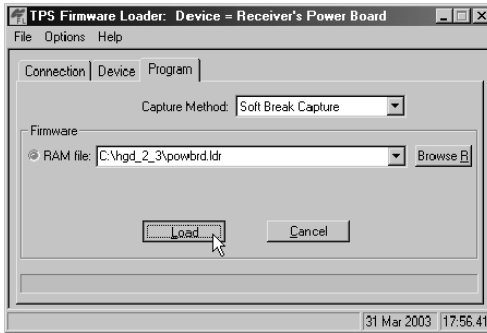 TPS Firmware Loader: Device = Receiver's Power Board
File Options Help
Connection Device Program
Capture Method: Soft Break Capture
Firmware
RAM file: C:\hgd_2_3\powbrd.ldr Browse R
Load Cancel
31 Mar 2003 17:56.41